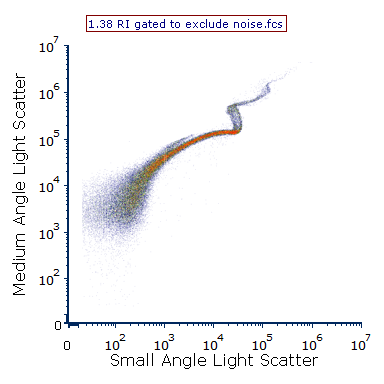 1.38 RI gated to exclude noise.fcs
10⁷
10⁶
10⁵
10⁴
10³
10²
0
Medium Angle Light Scatter
0 10² 10³ 10⁴ 10⁵ 10⁶ 10⁷
Small Angle Light Scatter